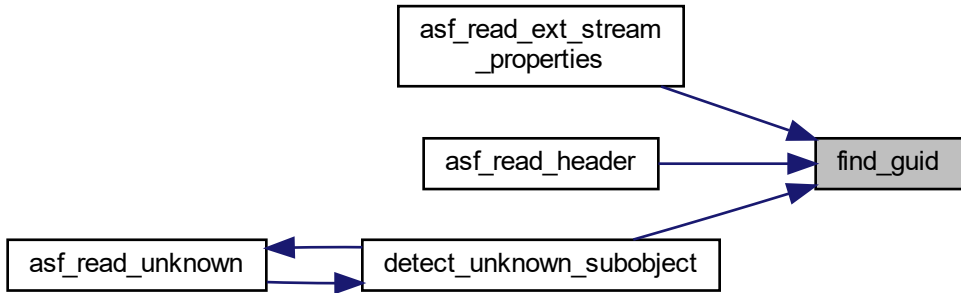 asf_read_ext_stream
_properties
asf_read_header
find_guid
asf_read_unknown
detect_unknown_subobject